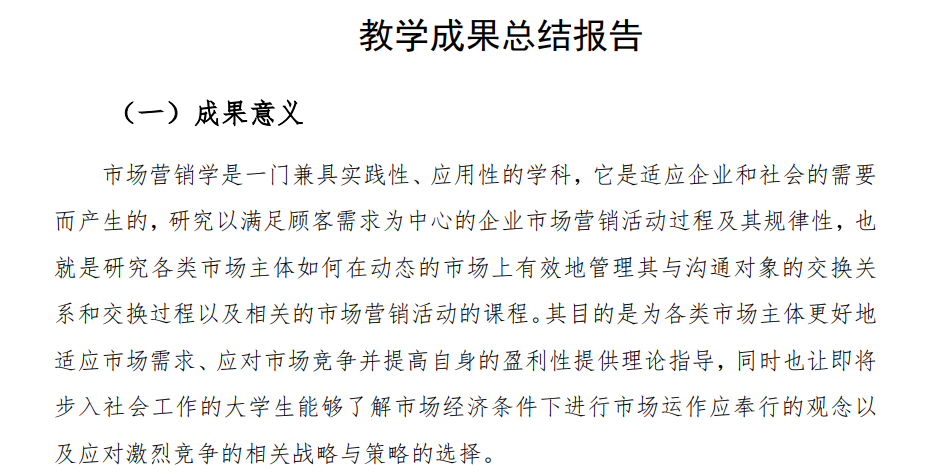 教学成果总结报告
（一）成果意义
市场营销学是一门兼具实践性、应用性的学科，它是适应企业和社会的需要
而产生的，研究以满足顾客需求为中心的企业市场营销活动过程及其规律性，也
就是研究各类市场主体如何在动态的市场上有效地管理其与沟通对象的交换关
系和交换过程以及相关的市场营销活动的课程。其目的是为各类市场主体更好地
适应市场需求、应对市场竞争并提高自身的盈利性提供理论指导，同时也让即将
步入社会工作的大学生能够了解市场经济条件下进行市场运作应奉行的观念以
及应对激烈竞争的相关战略与策略的选择。